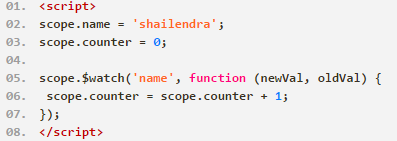 01. <script>
02. scope.name = 'shailendra';
03. scope.counter = 0;
04.
05. scope.$watch('name', function (newVal, oldVal) {
06.  scope.counter = scope.counter + 1;
07. });
08. </script>